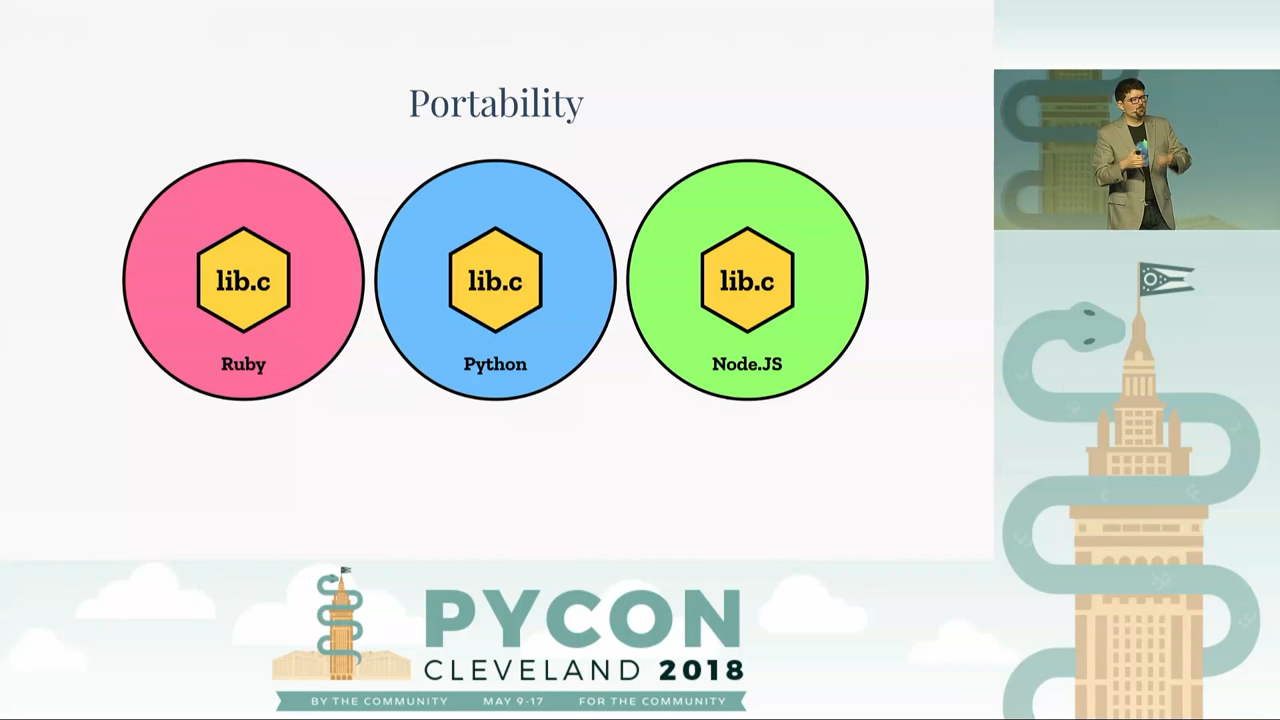 Portability
lib.c
lib.c
lib.c
Ruby
Python
Node.JS
PYCON
CLEVELAND 2018
BY THE COMMUNITY MAY 9-17 FOR THE COMMUNITY